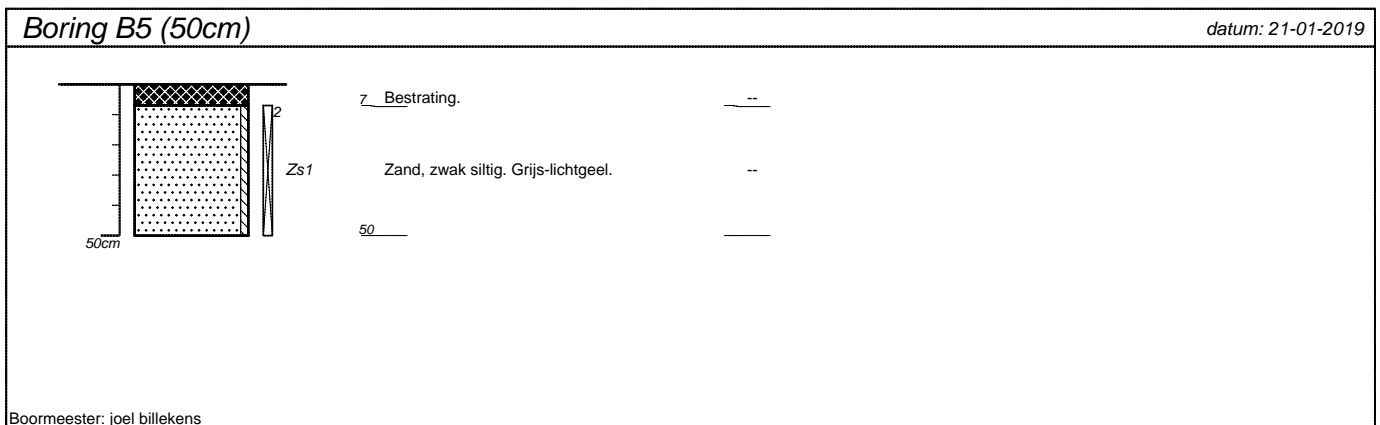 Boring B5 (50cm)
datum: 21-01-2019
7 Bestrating. --
2
Zs1 Zand, zwak siltig. Grijs-lichtgeel. --
50
50cm
Boormeester: joel billekens